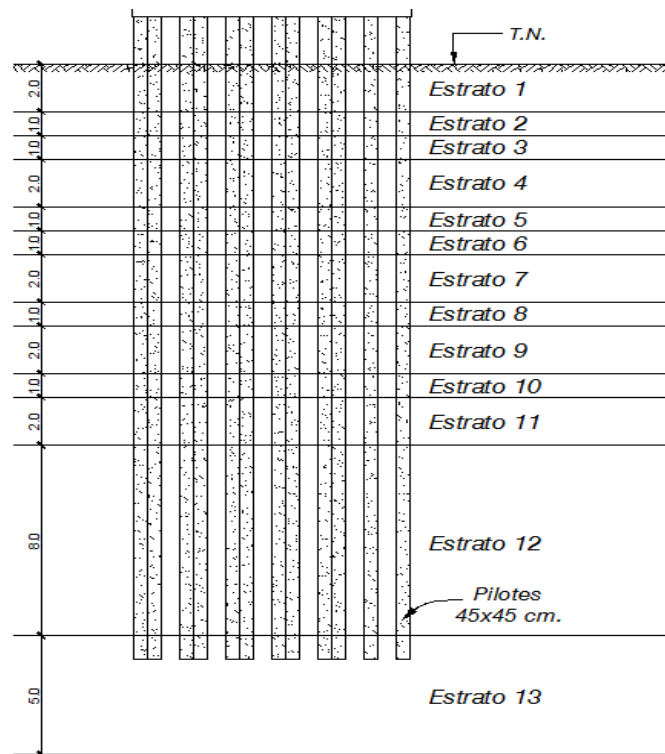 T.N.
2.0 Estrato 1
1.0 Estrato 2
1.0 Estrato 3
2.0 Estrato 4
1.0 Estrato 5
1.0 Estrato 6
2.0 Estrato 7
1.0 Estrato 8
2.0 Estrato 9
1.0 Estrato 10
2.0 Estrato 11
8.0 Estrato 12
Pilotes
45x45 cm.
5.0 Estrato 13